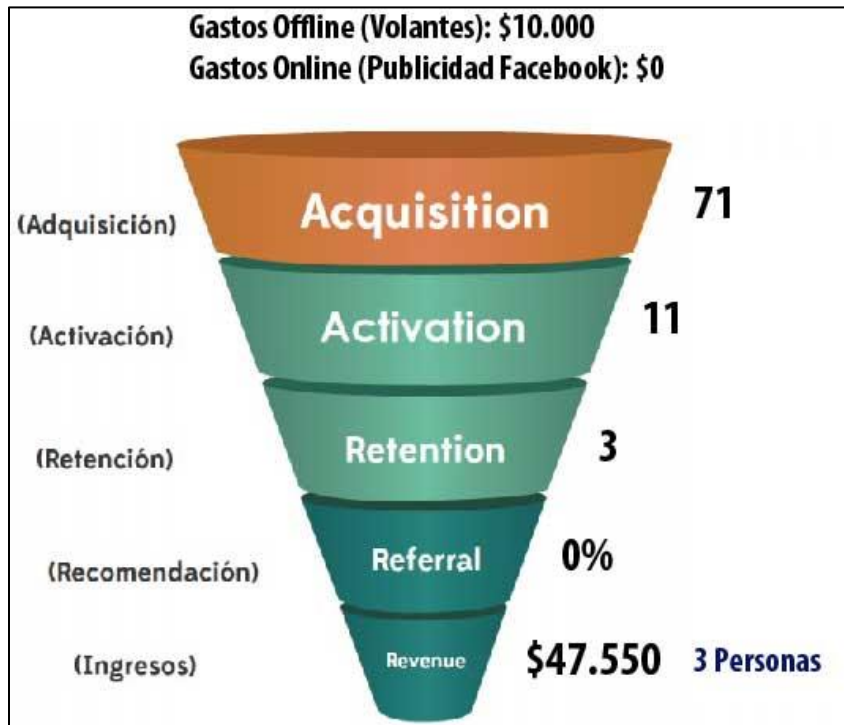 Gastos Offline (Volantes): $10.000
Gastos Online (Publicidad Facebook): $0
(Adquisición) Acquisition 71
(Activación) Activation 11
(Retención) Retention 3
(Recomendación) Referral 0%
(Ingresos) Revenue $47.550 3 Personas